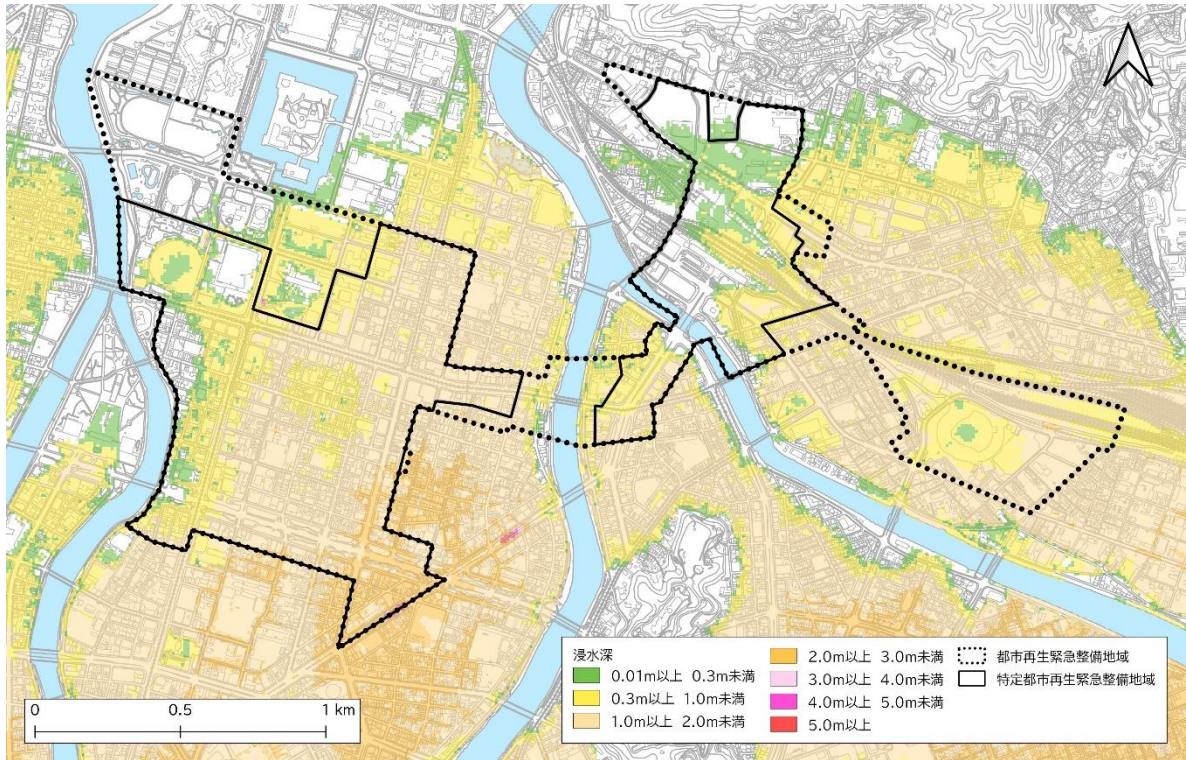 0 0.5 1 km
浸水深
0.01m以上 0.3m未満
0.3m以上 1.0m未満
1.0m以上 2.0m未満
2.0m以上 3.0m未満
3.0m以上 4.0m未満
4.0m以上 5.0m未満
5.0m以上
都市再生緊急整備地域
特定都市再生緊急整備地域